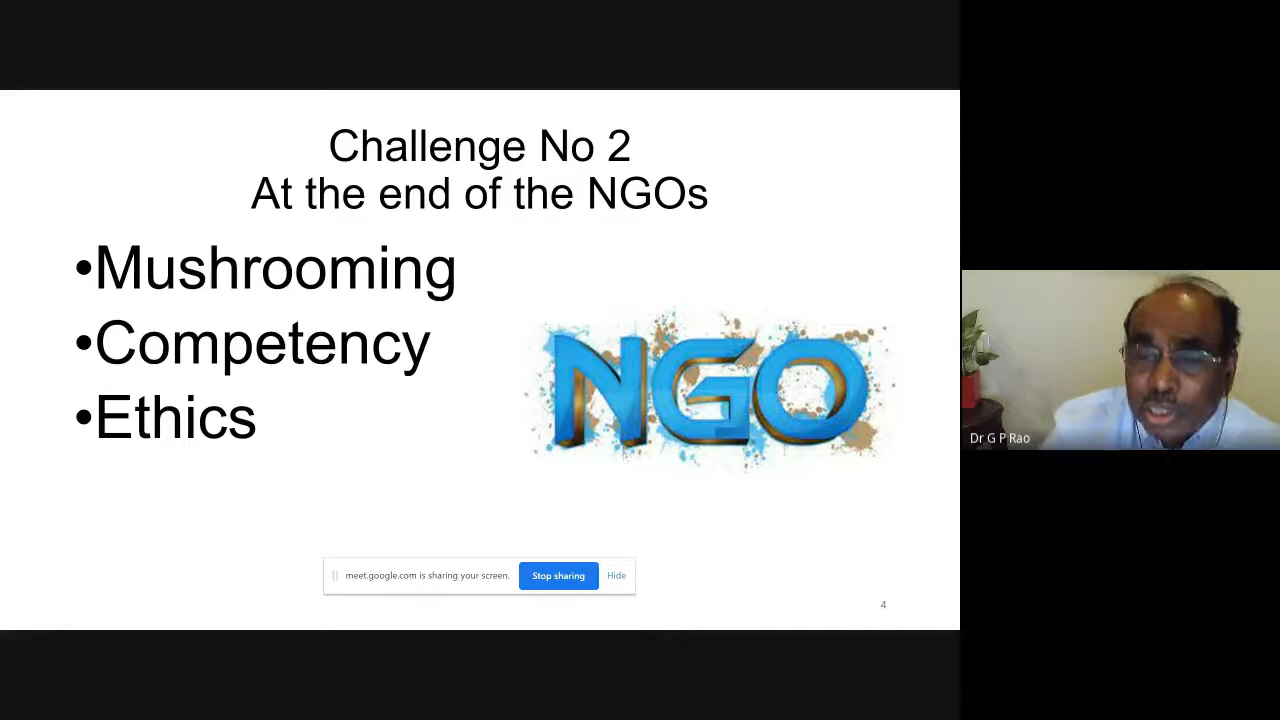 Challenge No 2
At the end of the NGOs
•Mushrooming
•Competency
•Ethics
NGO
Dr G P Rao
meet.google.com is sharing your screen. Stop sharing Hide
4